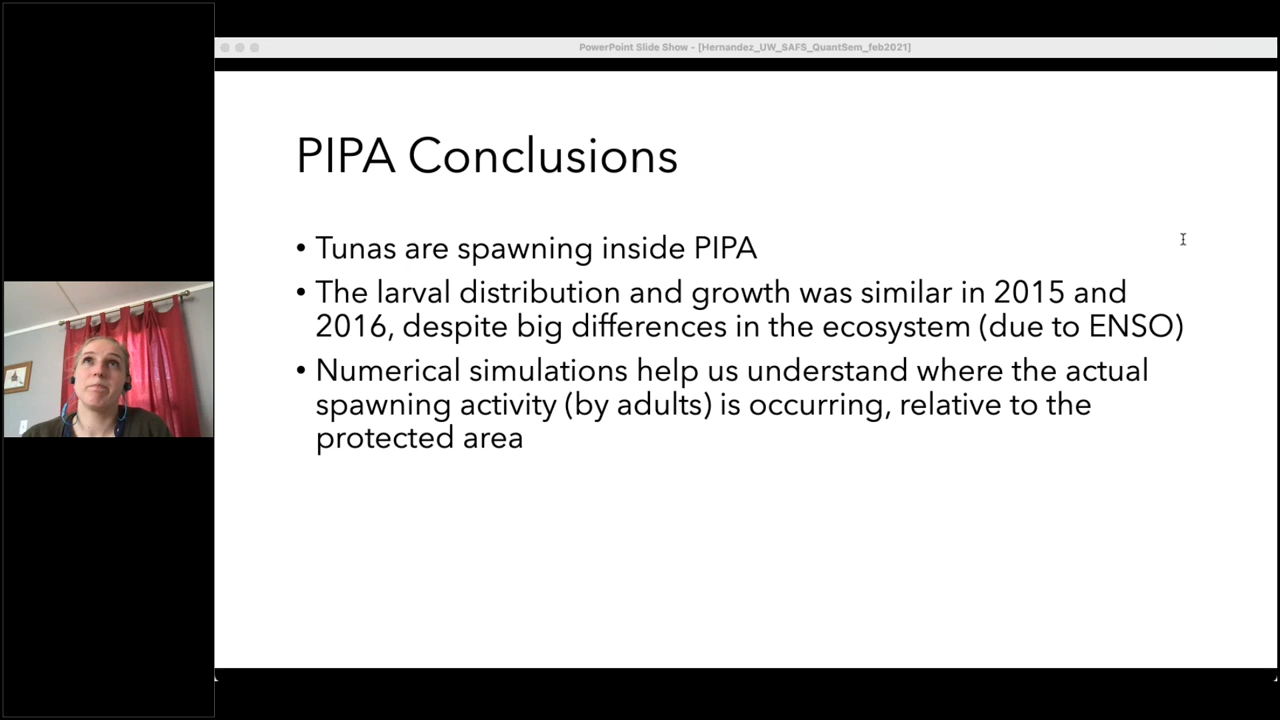 PowerPoint Slide Show - [Hernandez_UW_SAFS_QuantSem_feb2021]
PIPA Conclusions
• Tunas are spawning inside PIPA
• The larval distribution and growth was similar in 2015 and
2016, despite big differences in the ecosystem (due to ENSO)
• Numerical simulations help us understand where the actual
spawning activity (by adults) is occurring, relative to the
protected area